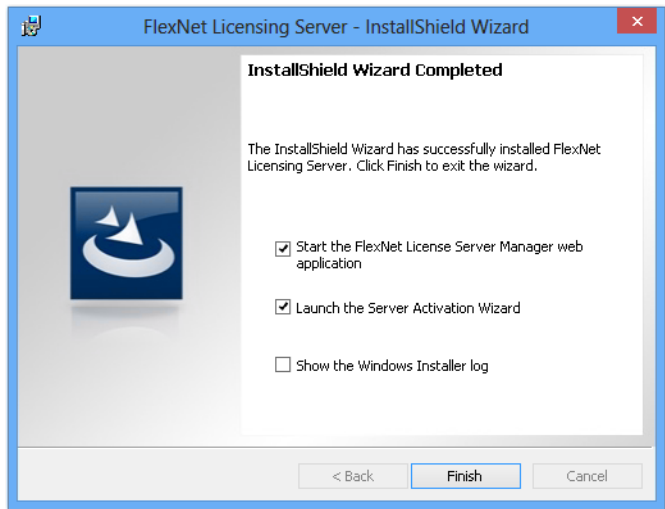 FlexNet Licensing Server - InstallShield Wizard
InstallShield Wizard Completed
The InstallShield Wizard has successfully installed FlexNet
Licensing Server. Click Finish to exit the wizard.
Start the FlexNet License Server Manager web
application
Launch the Server Activation Wizard
Show the Windows Installer log
< Back
Finish
Cancel